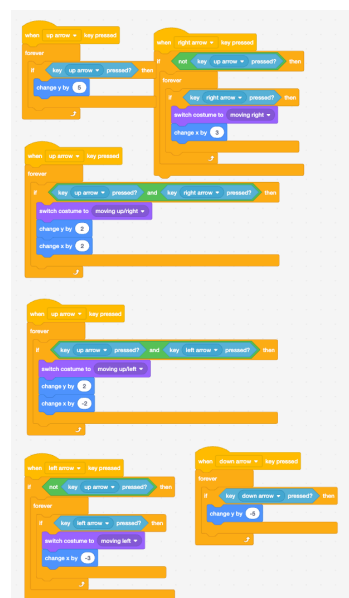 when up arrow key pressed
forever
if key up arrow pressed? then
change y by 5
when right arrow key pressed
if not key up arrow pressed? then
forever
if key right arrow pressed? then
switch costume to moving right
change x by 3
when up arrow key pressed
forever
if key up arrow pressed? and key right arrow pressed? then
switch costume to moving up/right
change y by 2
change x by 2
when up arrow key pressed
forever
if key up arrow pressed? and key left arrow pressed? then
switch costume to moving up/left
change y by 2
change x by -2
when left arrow key pressed
if not key up arrow pressed? then
forever
if key left arrow pressed? then
switch costume to moving left
change x by -3
when down arrow key pressed
forever
if key down arrow pressed? then
change y by -5